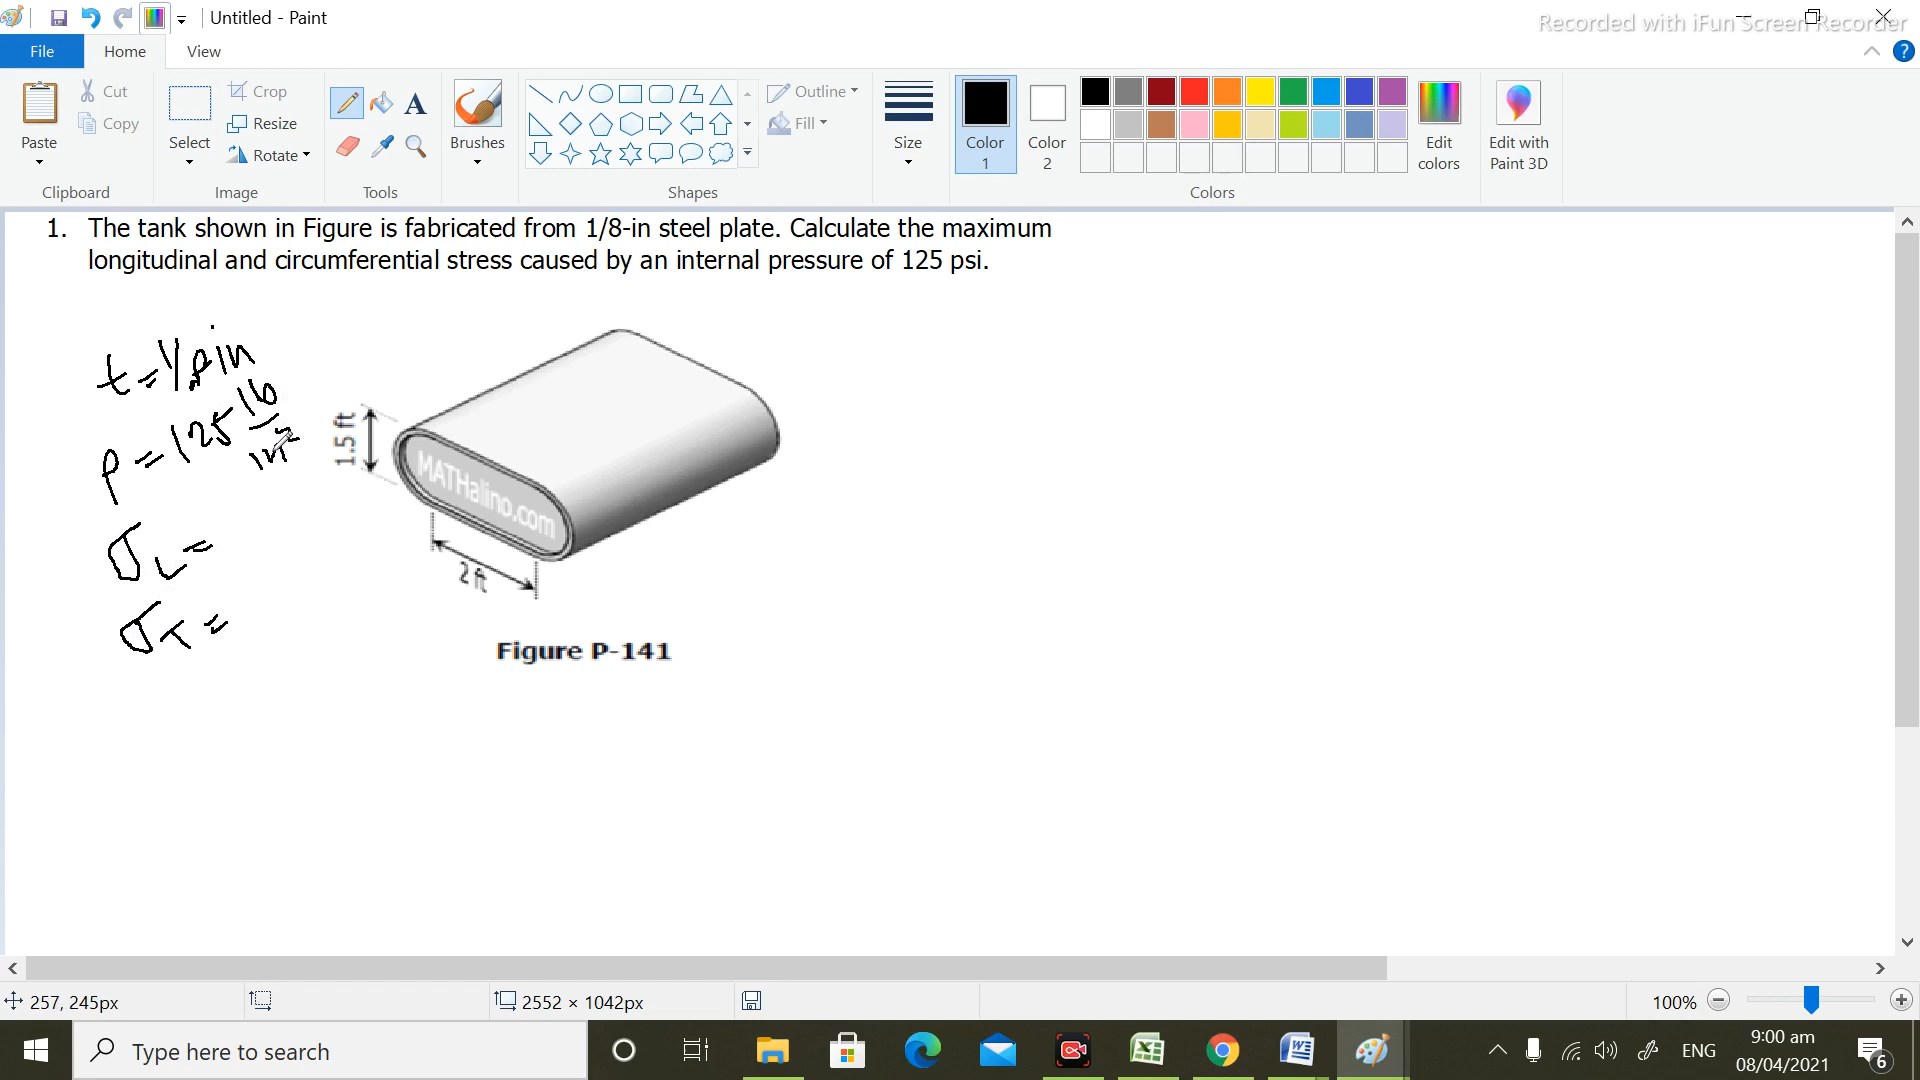 Untitled - Paint
Recorded with iFun Screen Recorder
File
Home
View
Paste
Cut
Copy
Clipboard
Select
Crop
Resize
Rotate
Image
Tools
Brushes
Shapes
Outline
Fill
Size
Color
1
Color
2
Edit
colors
Edit with
Paint 3D
Colors
1. The tank shown in Figure is fabricated from 1/8-in steel plate. Calculate the maximum
longitudinal and circumferential stress caused by an internal pressure of 125 psi.
t = 1/8 in
P = 125 lb/in²
σL =
σT =
1.5 ft
MATHalino.com
2 ft
Figure P-141
257, 245px
2552 × 1042px
100%
Type here to search
ENG
9:00 am
08/04/2021
6